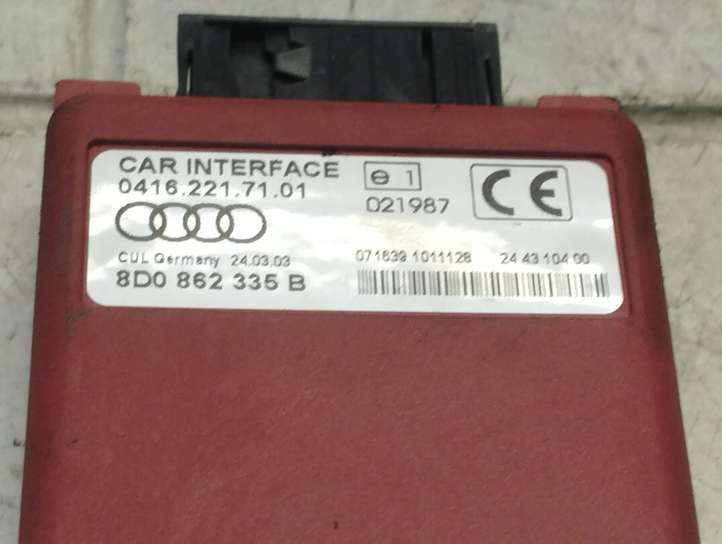 CAR INTERFACE
0416.221.71.01
e 1
021987
CE
CUL Germany 24.03.03
8D0 862 335 B
071639 1011128
24 43 104 00